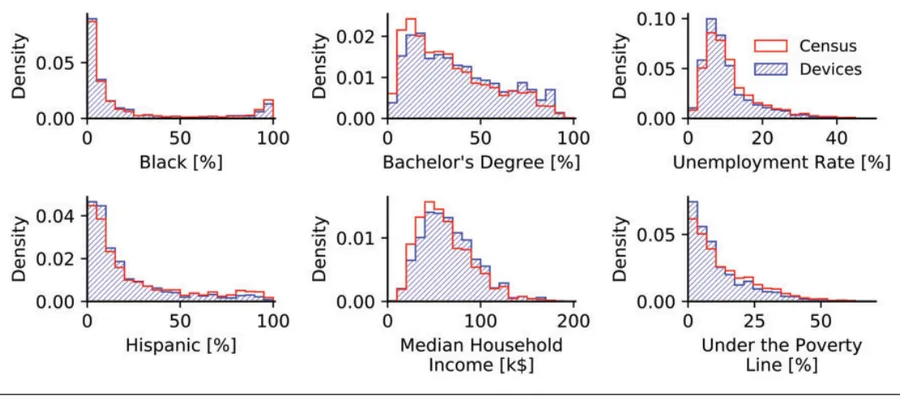 Density
0.05
0.00
0 50 100
Black [%]
Density
0.02
0.01
0.00
0 50 100
Bachelor's Degree [%]
Density
0.10
0.05
0.00
0 20 40
Unemployment Rate [%]
Census
Devices
Density
0.04
0.02
0.00
0 50 100
Hispanic [%]
Density
0.01
0.00
0 100 200
Median Household
Income [k$]
Density
0.05
0.00
0 25 50
Under the Poverty
Line [%]